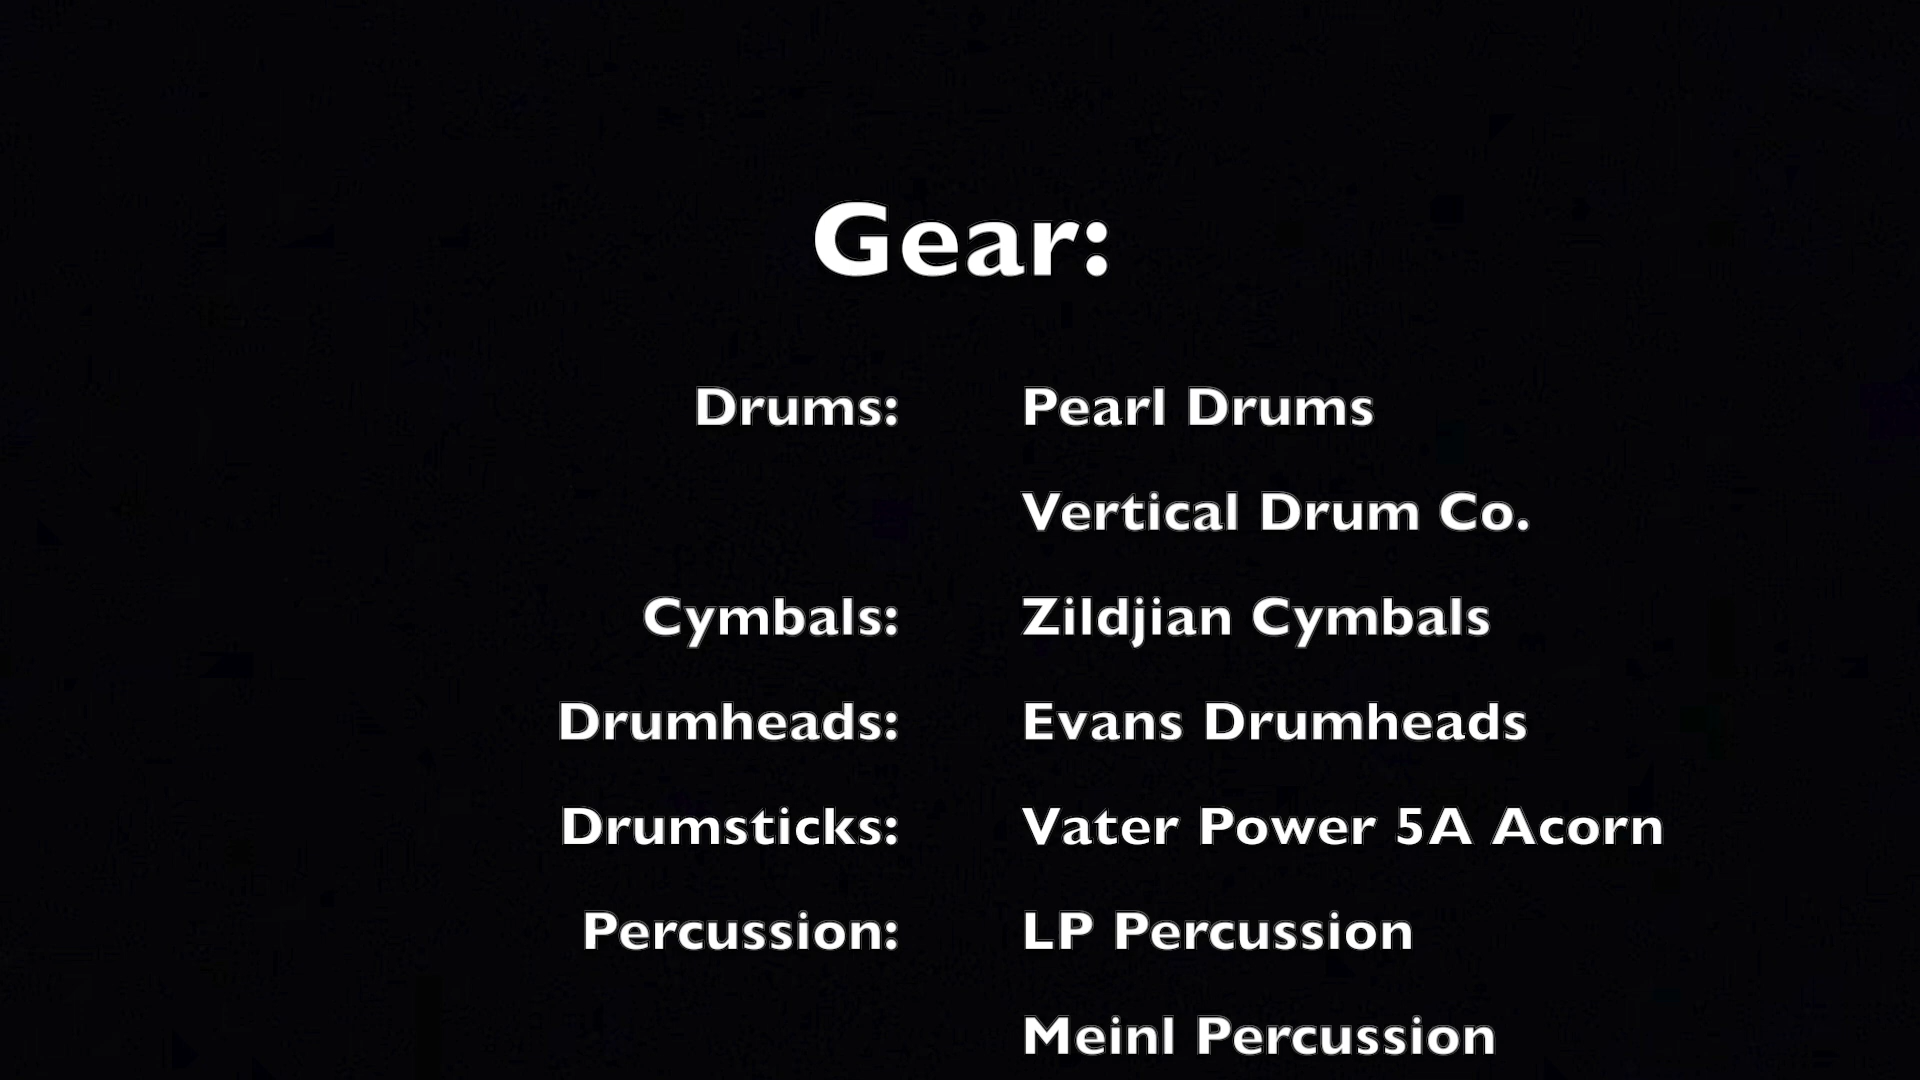 Gear:
Drums: Pearl Drums
Vertical Drum Co.
Cymbals: Zildjian Cymbals
Drumheads: Evans Drumheads
Drumsticks: Vater Power 5A Acorn
Percussion: LP Percussion
Meinl Percussion